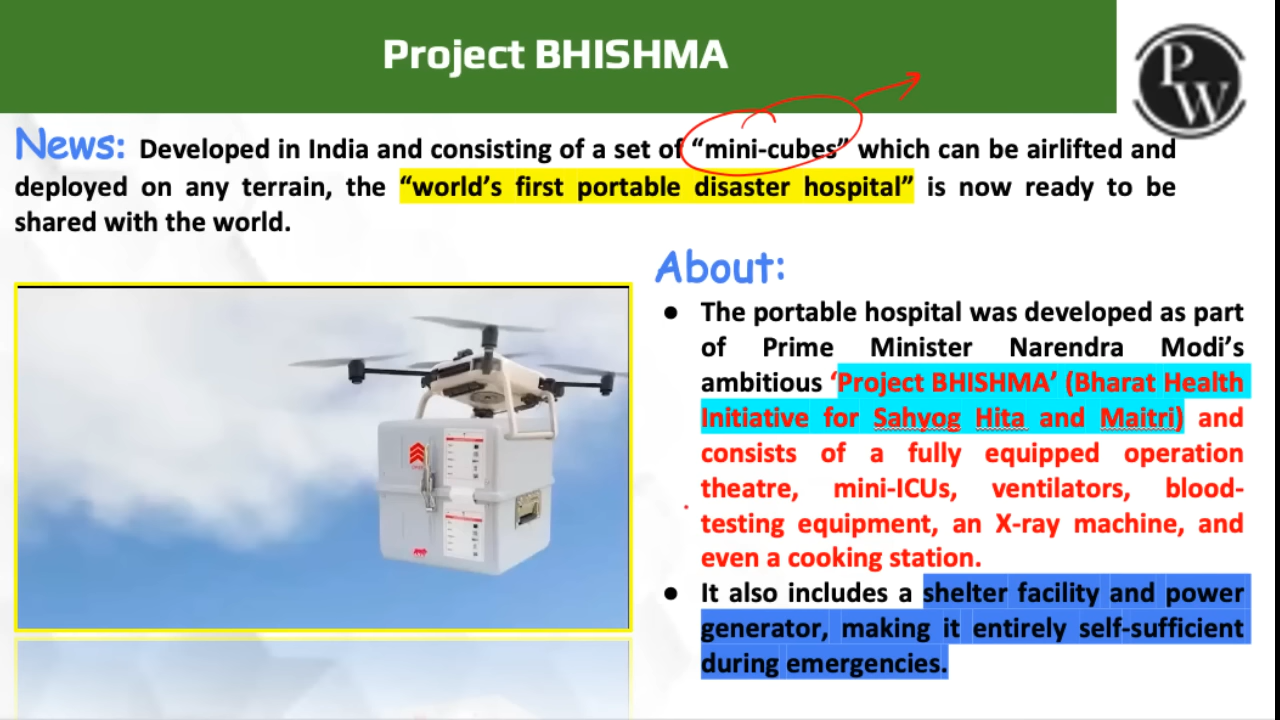 Project BHISHMA
P
W
News: Developed in India and consisting of a set of “mini-cubes” which can be airlifted and
deployed on any terrain, the “world’s first portable disaster hospital” is now ready to be
shared with the world.
About:
● The portable hospital was developed as part
of Prime Minister Narendra Modi’s
ambitious ‘Project BHISHMA’ (Bharat Health
Initiative for Sahyog Hita and Maitri) and
consists of a fully equipped operation
theatre, mini-ICUs, ventilators, blood-
testing equipment, an X-ray machine, and
even a cooking station.
● It also includes a shelter facility and power
generator, making it entirely self-sufficient
during emergencies.